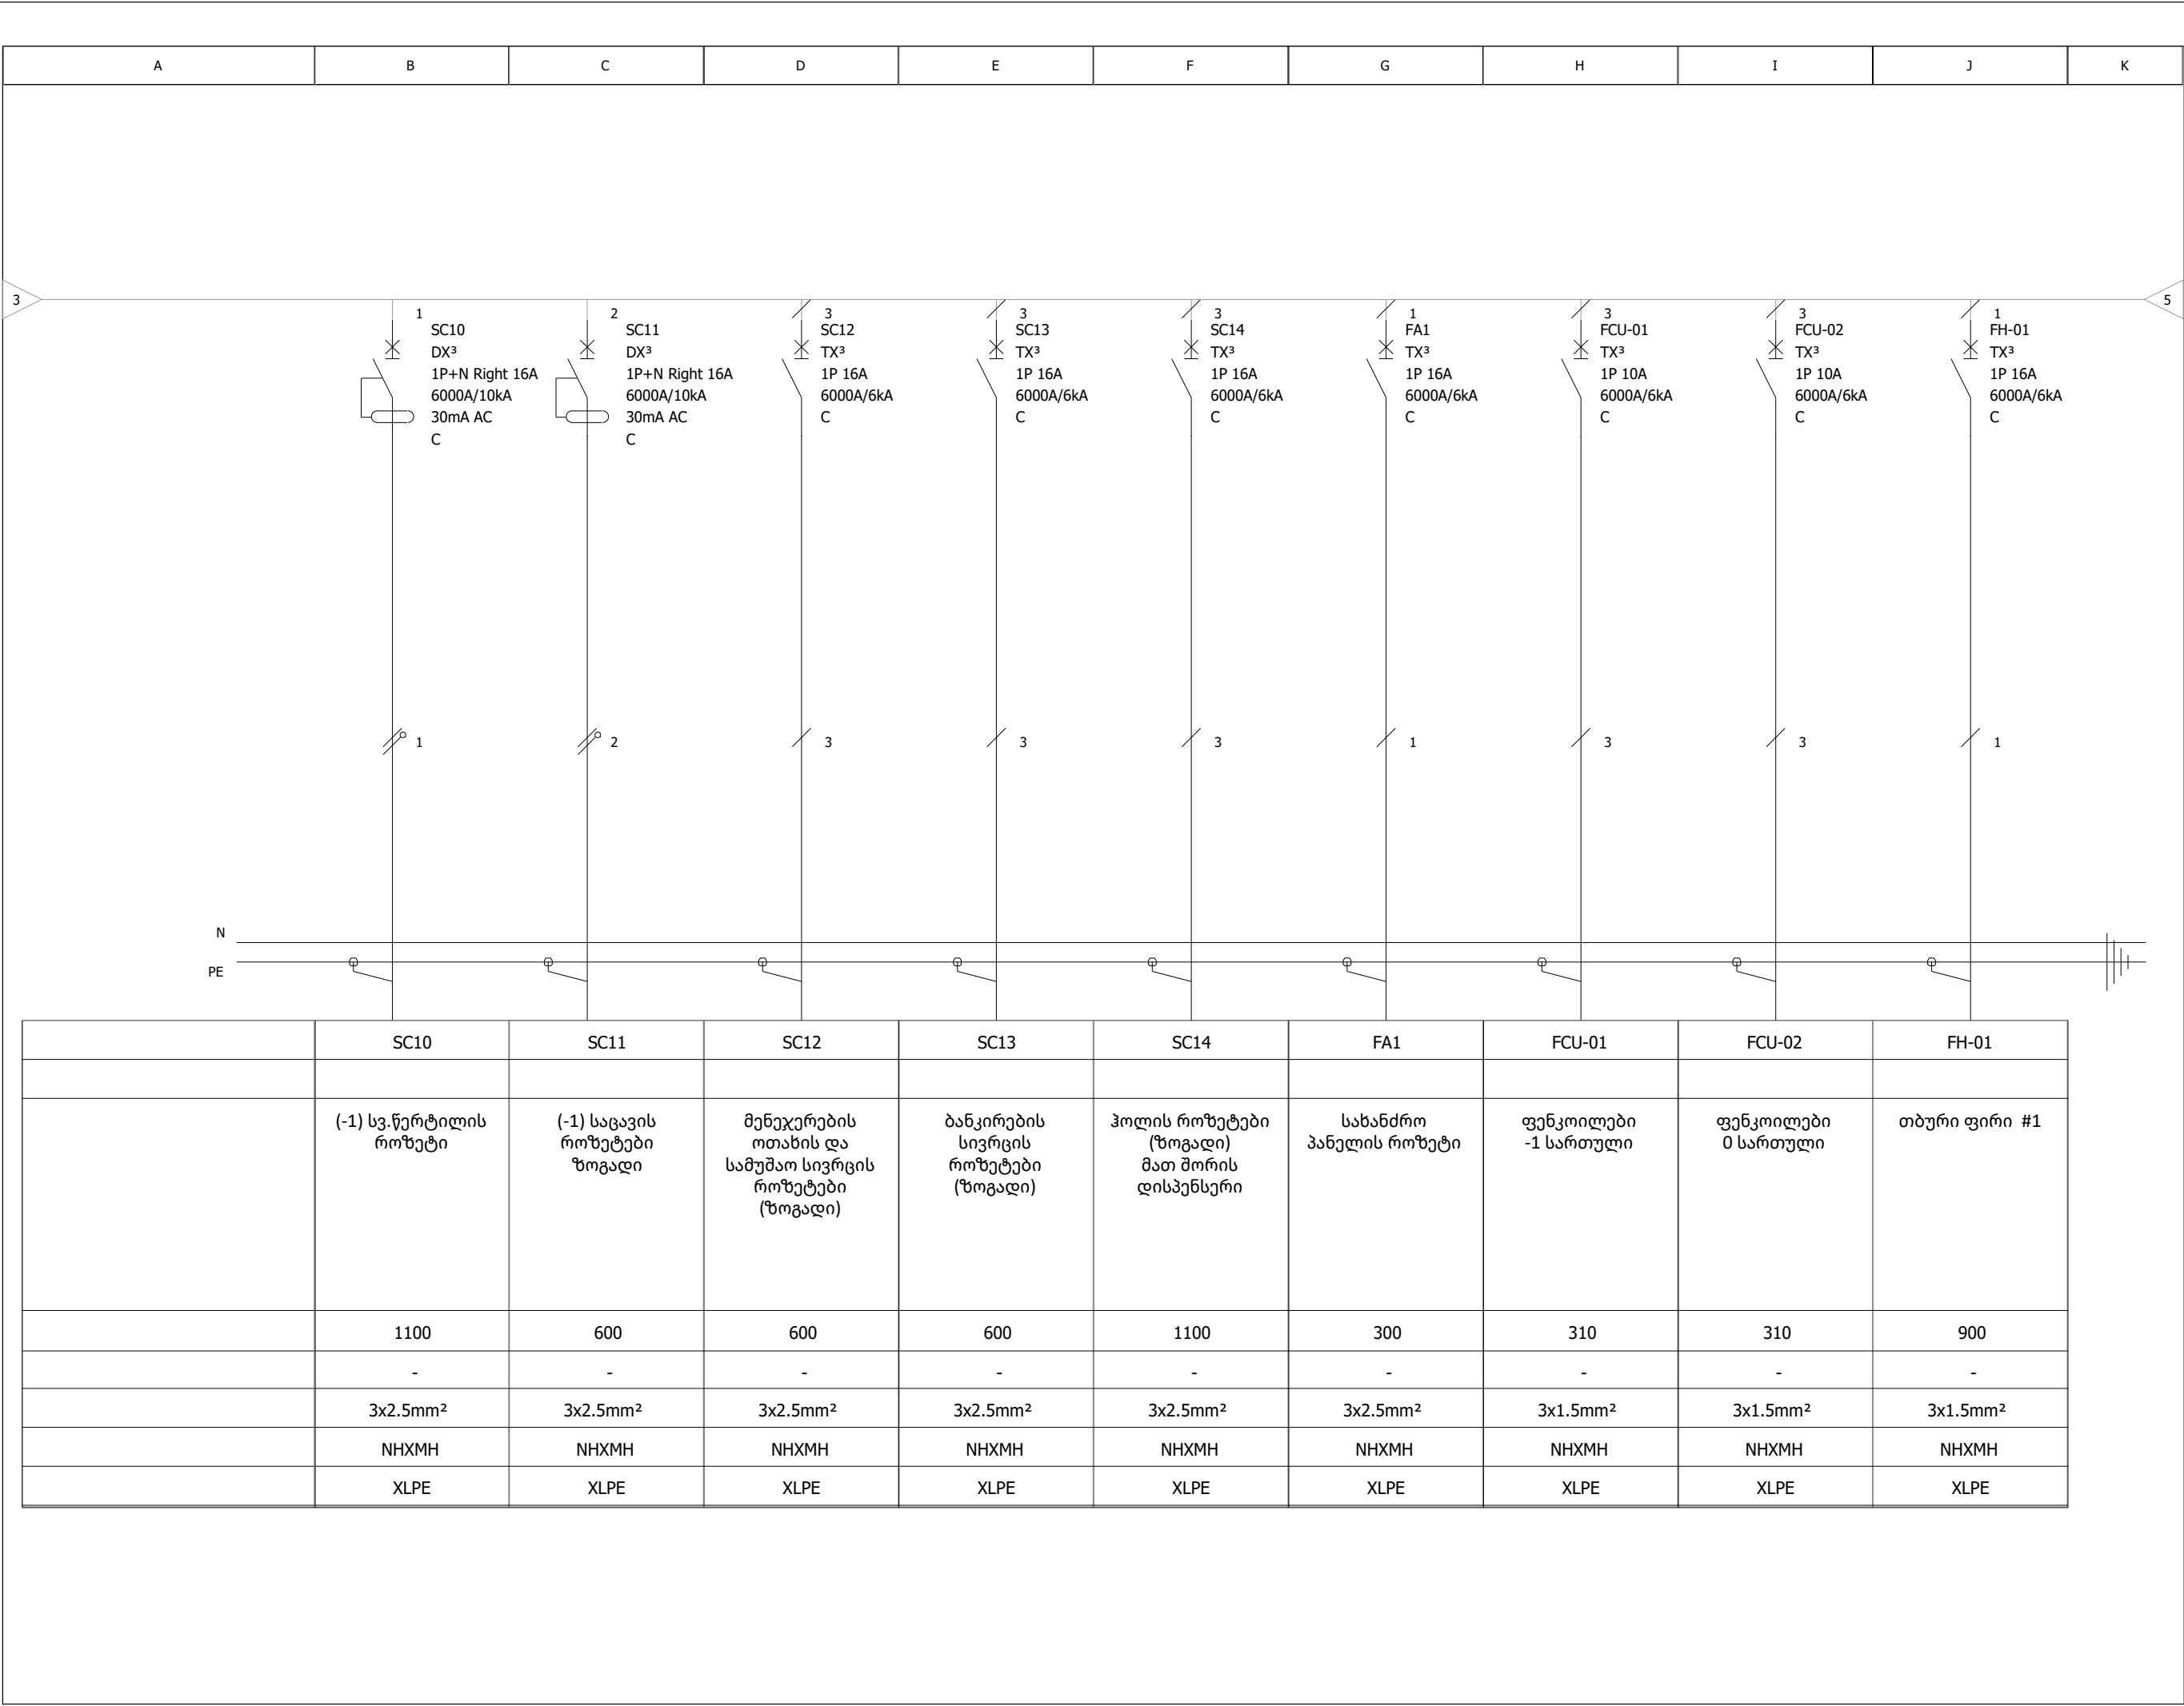 A B C D E F G H I J K
3
5
1
SC10
DX³
1P+N Right 16A
6000A/10kA
30mA AC
C
2
SC11
DX³
1P+N Right 16A
6000A/10kA
30mA AC
C
3
SC12
TX³
1P 16A
6000A/6kA
C
3
SC13
TX³
1P 16A
6000A/6kA
C
3
SC14
TX³
1P 16A
6000A/6kA
C
1
FA1
TX³
1P 16A
6000A/6kA
C
3
FCU-01
TX³
1P 10A
6000A/6kA
C
3
FCU-02
TX³
1P 10A
6000A/6kA
C
1
FH-01
TX³
1P 16A
6000A/6kA
C
1 2 3 3 3 1 3 3 1
N
PE
SC10 SC11 SC12 SC13 SC14 FA1 FCU-01 FCU-02 FH-01
(-1) სვ.წერტილის
როზეტი
(-1) საცავის
როზეტები
ზოგადი
მენეჯერების
ოთახის და
სამუშაო სივრცის
როზეტები
(ზოგადი)
ბანკირების
სივრცის
როზეტები
(ზოგადი)
ჰოლის როზეტები
(ზოგადი)
მათ შორის
დისპენსერი
სახანძრო
პანელის როზეტი
ფენკოილები
-1 სართული
ფენკოილები
0 სართული
თბური ფირი #1
1100 600 600 600 1100 300 310 310 900
- - - - - - - - -
3x2.5mm² 3x2.5mm² 3x2.5mm² 3x2.5mm² 3x2.5mm² 3x2.5mm² 3x1.5mm² 3x1.5mm² 3x1.5mm²
NHXMH NHXMH NHXMH NHXMH NHXMH NHXMH NHXMH NHXMH NHXMH
XLPE XLPE XLPE XLPE XLPE XLPE XLPE XLPE XLPE